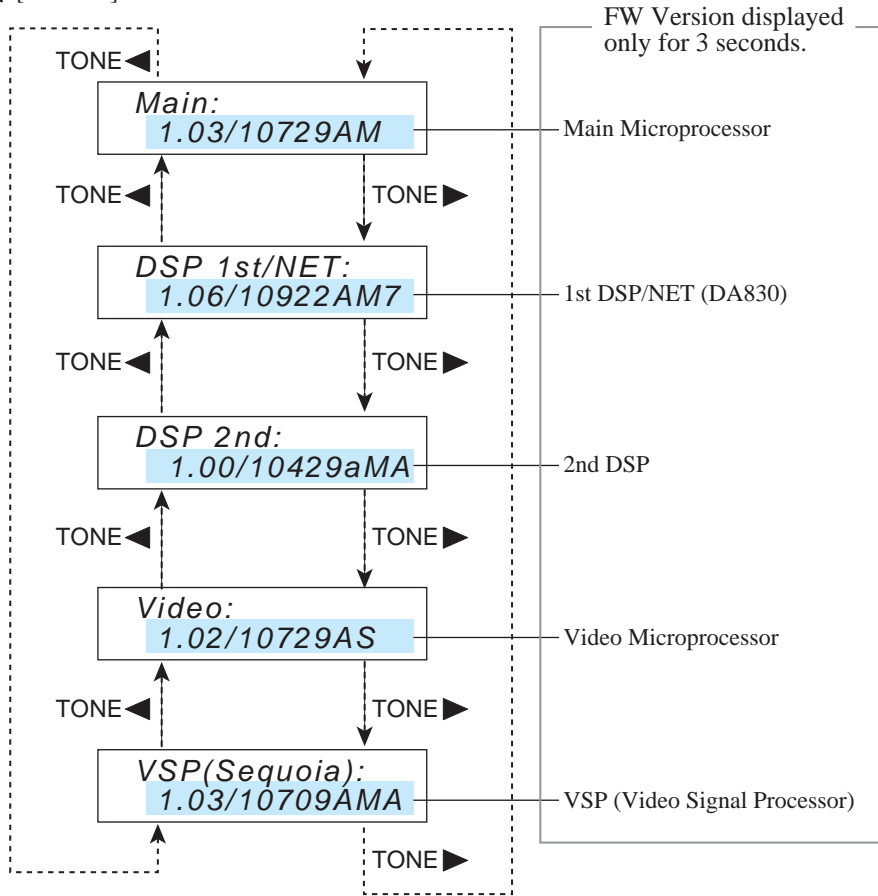 FW Version displayed
only for 3 seconds.
TONE
Main:
1.03/10729AM
Main Microprocessor
TONE
TONE
DSP 1st/NET:
1.06/10922AM7
1st DSP/NET (DA830)
TONE
TONE
DSP 2nd:
1.00/10429aMA
2nd DSP
TONE
TONE
Video:
1.02/10729AS
Video Microprocessor
TONE
TONE
VSP(Sequoia):
1.03/10709AMA
VSP (Video Signal Processor)
TONE